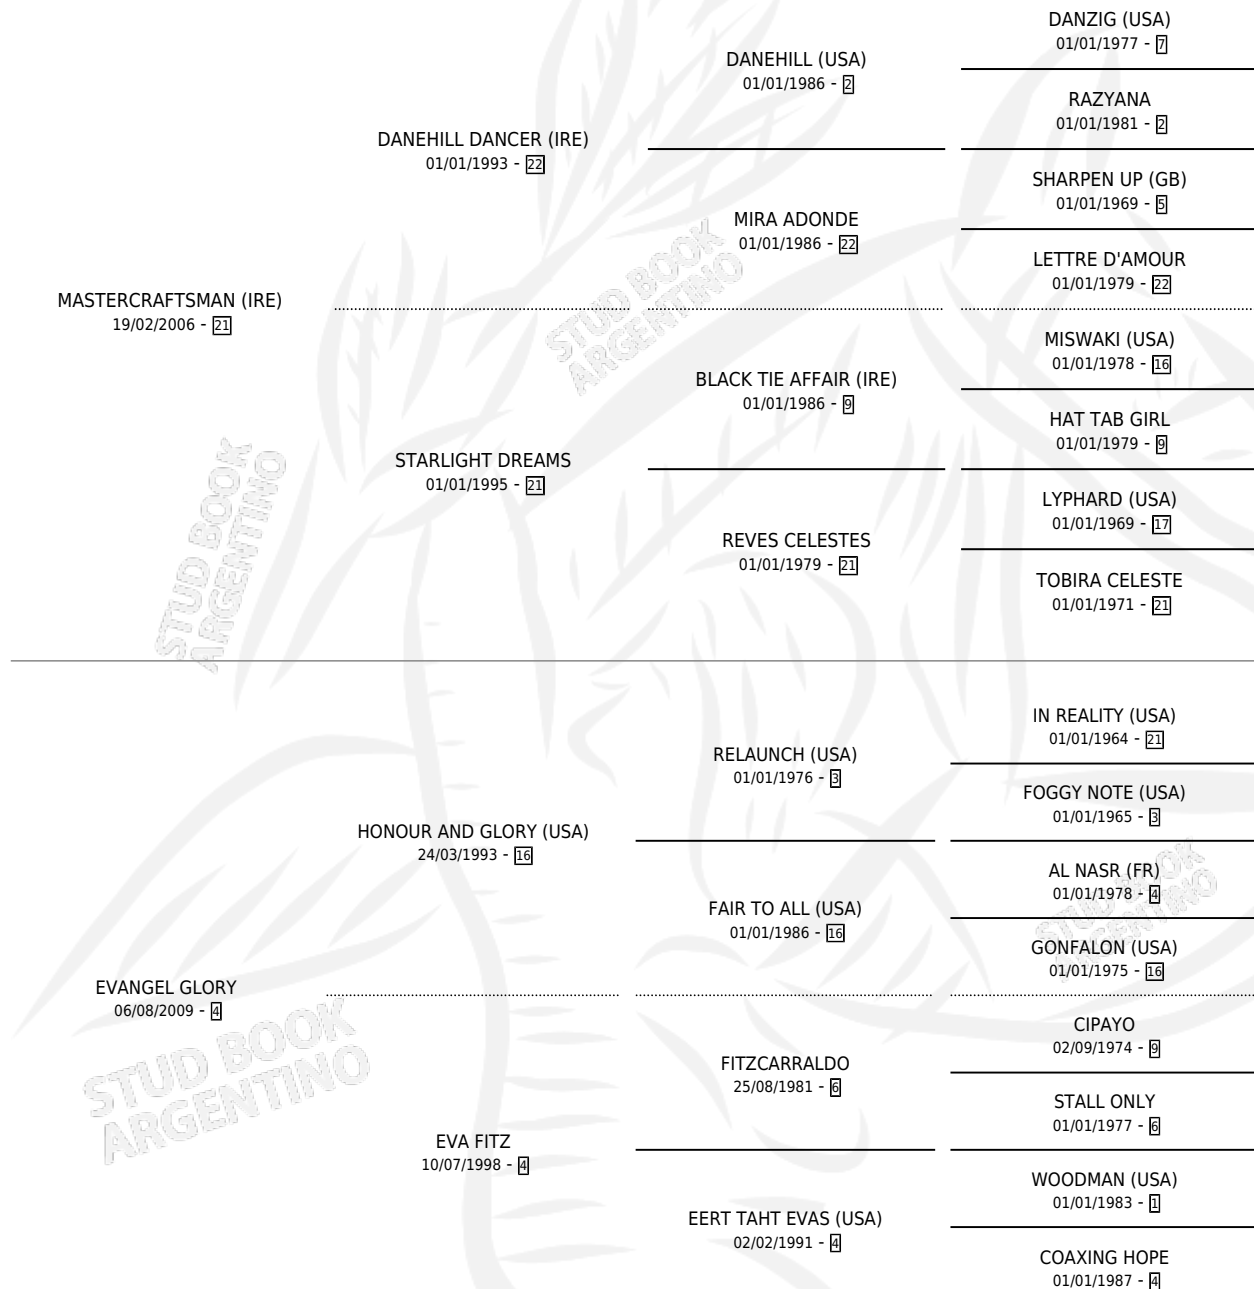 DANZIG (USA)
01/01/1977 - 7
DANEHILL (USA)
01/01/1986 - 2
RAZYANA
01/01/1981 - 2
DANEHILL DANCER (IRE)
01/01/1993 - 22
SHARPEN UP (GB)
01/01/1969 - 5
MIRA ADONDE
01/01/1986 - 22
LETTRE D'AMOUR
01/01/1979 - 22
MASTERCRAFTSMAN (IRE)
19/02/2006 - 21
MISWAKI (USA)
01/01/1978 - 16
BLACK TIE AFFAIR (IRE)
01/01/1986 - 9
HAT TAB GIRL
01/01/1979 - 9
STARLIGHT DREAMS
01/01/1995 - 21
LYPHARD (USA)
01/01/1969 - 17
REVES CELESTES
01/01/1979 - 21
TOBIRA CELESTE
01/01/1971 - 21
IN REALITY (USA)
01/01/1964 - 21
RELAUNCH (USA)
01/01/1976 - 3
FOGGY NOTE (USA)
01/01/1965 - 3
HONOUR AND GLORY (USA)
24/03/1993 - 16
AL NASR (FR)
01/01/1978 - 4
FAIR TO ALL (USA)
01/01/1986 - 16
GONFALON (USA)
01/01/1975 - 16
EVANGEL GLORY
06/08/2009 - 4
CIPAYO
02/09/1974 - 9
FITZCARRALDO
25/08/1981 - 6
STALL ONLY
01/01/1977 - 6
EVA FITZ
10/07/1998 - 4
WOODMAN (USA)
01/01/1983 - 1
EERT TAHT EVAS (USA)
02/02/1991 - 4
COAXING HOPE
01/01/1987 - 4
STUD BOOK
ARGENTINO
STUD BOOK
ARGENTINO
STUD BOOK
ARGENTINO
STUD BOOK
ARGENTINO